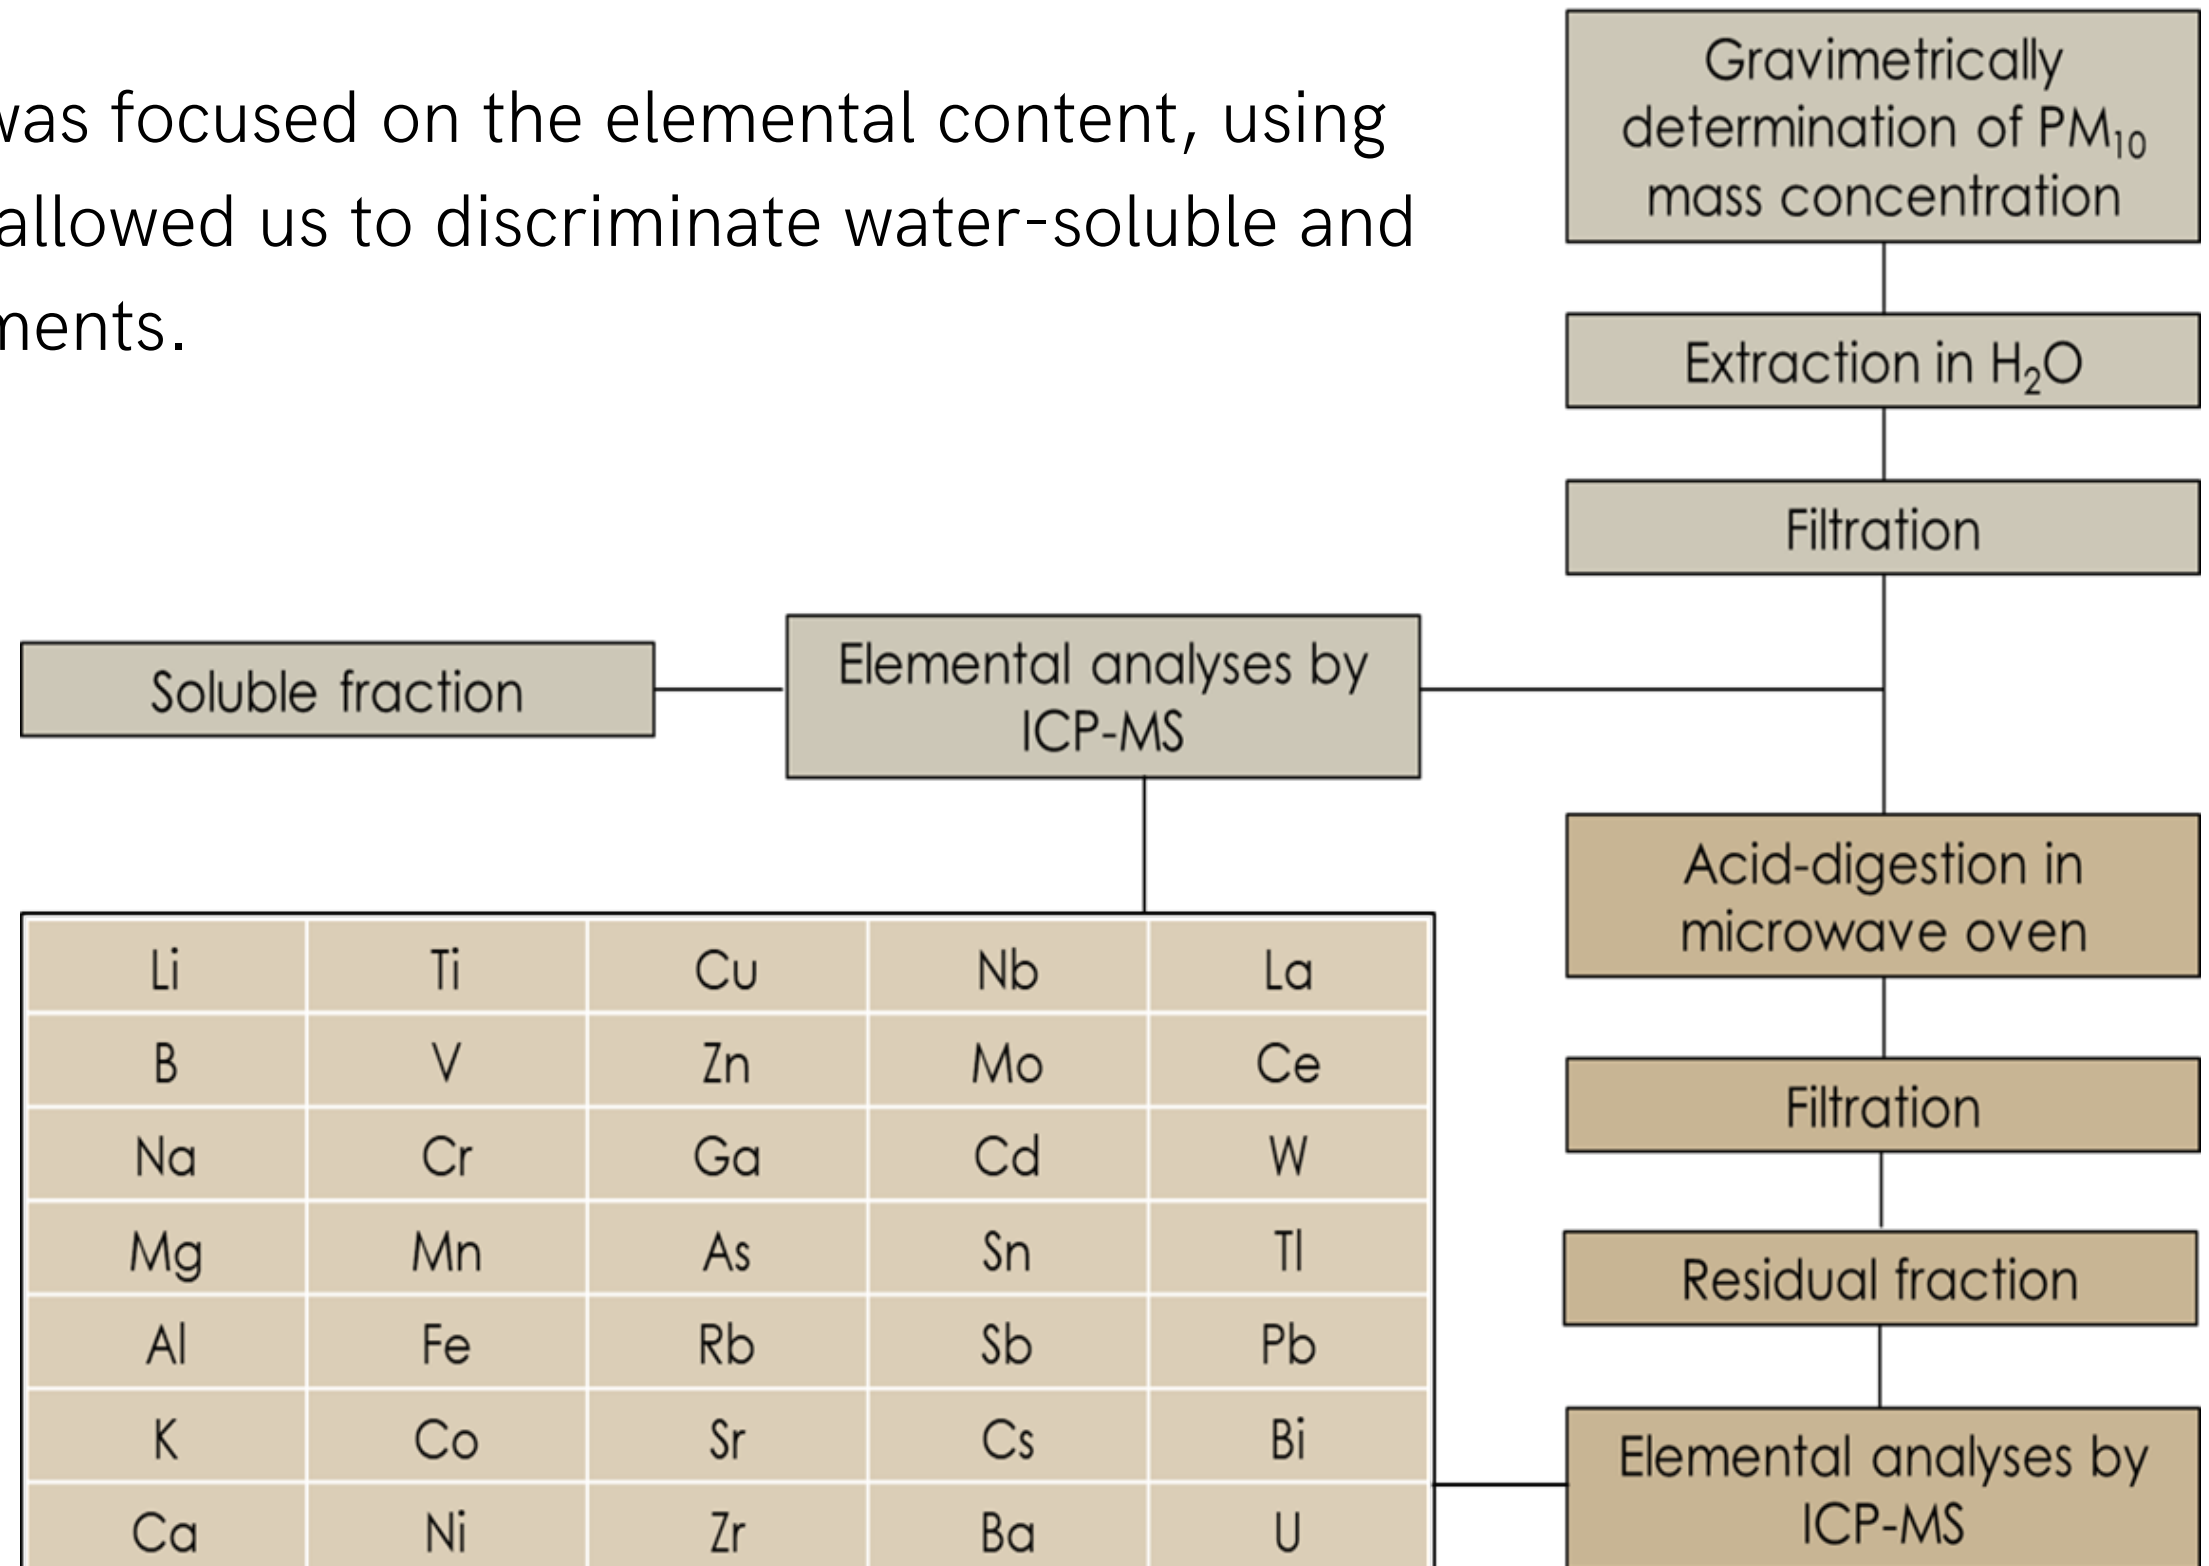 was focused on the elemental content, using
allowed us to discriminate water-soluble and
ments.
Gravimetrically
determination of PM₁₀
mass concentration
Extraction in H₂O
Filtration
Elemental analyses by
ICP-MS
Soluble fraction
Acid-digestion in
microwave oven
Filtration
Residual fraction
Elemental analyses by
ICP-MS
Li Ti Cu Nb La
B V Zn Mo Ce
Na Cr Ga Cd W
Mg Mn As Sn Tl
Al Fe Rb Sb Pb
K Co Sr Cs Bi
Ca Ni Zr Ba U